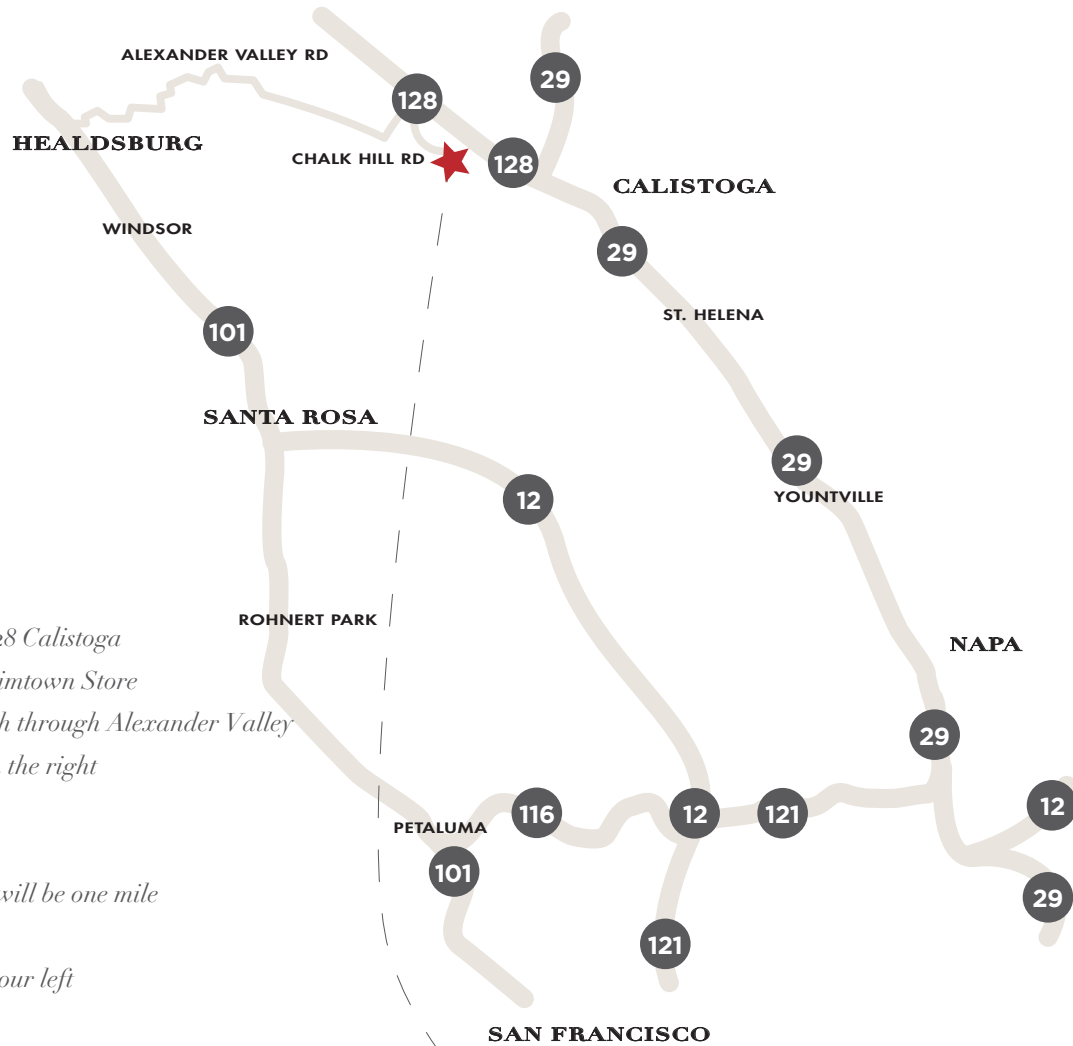 ALEXANDER VALLEY RD
29
128
HEALDSBURG
CHALK HILL RD
128
CALISTOGA
WINDSOR
29
ST. HELENA
101
SANTA ROSA
29
YOUNTVILLE
12
ROHNERT PARK
8 Calistoga
NAPA
imtown Store
h through Alexander Valley
29
the right
12
116
12
121
PETALUMA
101
will be one mile
29
121
our left
SAN FRANCISCO